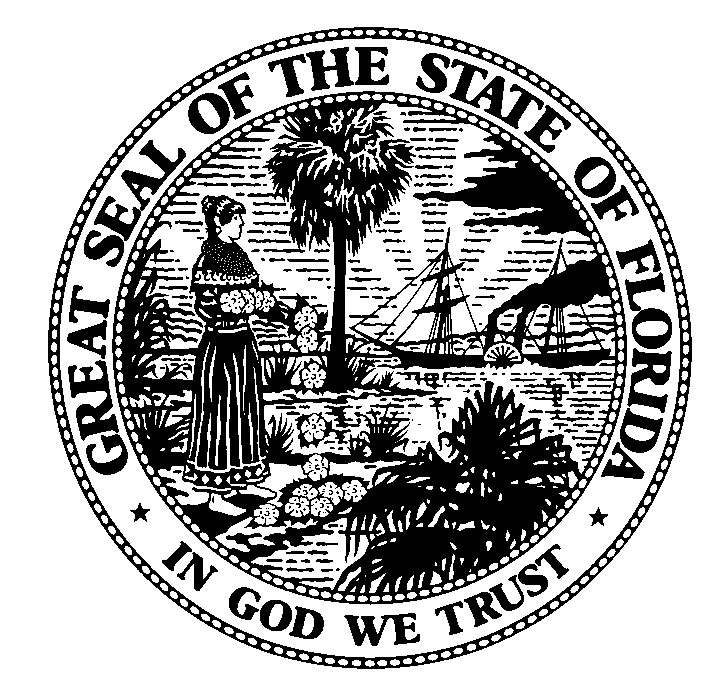 GREAT SEAL OF THE STATE OF FLORIDA
IN GOD WE TRUST